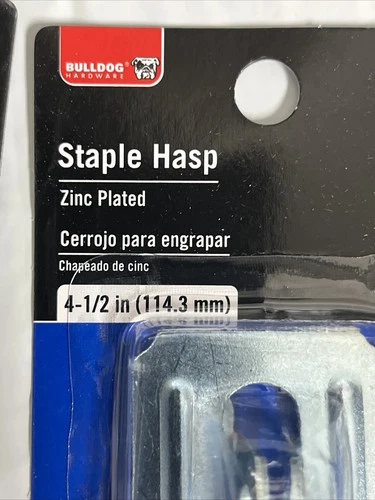 BULLDOG®
HARDWARE
Staple Hasp
Zinc Plated
Cerrojo para engrapar
Chapeado de cinc
4-1/2 in (114.3 mm)